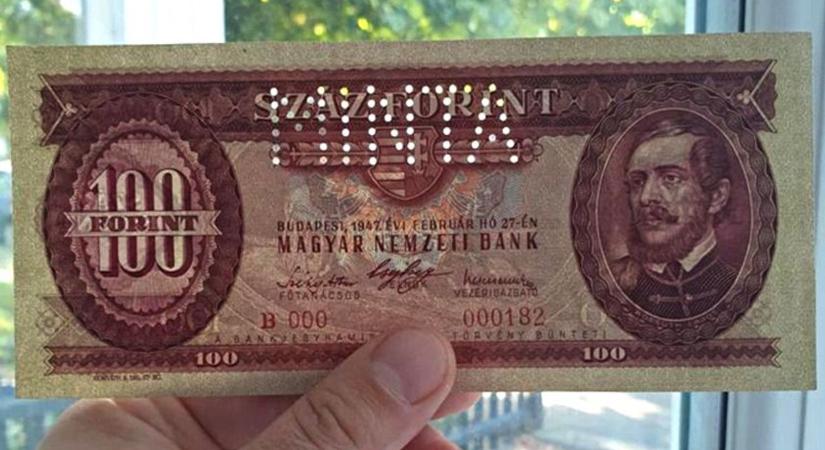 SZÁZ FORINT
MINTA
100
FORINT
BUDAPEST, 1947. ÉVI FEBRUÁR HÓ 27-ÉN
MAGYAR NEMZETI BANK
FŐTANÁCSOS
VEZÉRIGAZGATÓ
B 000 000182
TÖRVÉNY BÜNTETI
100 100